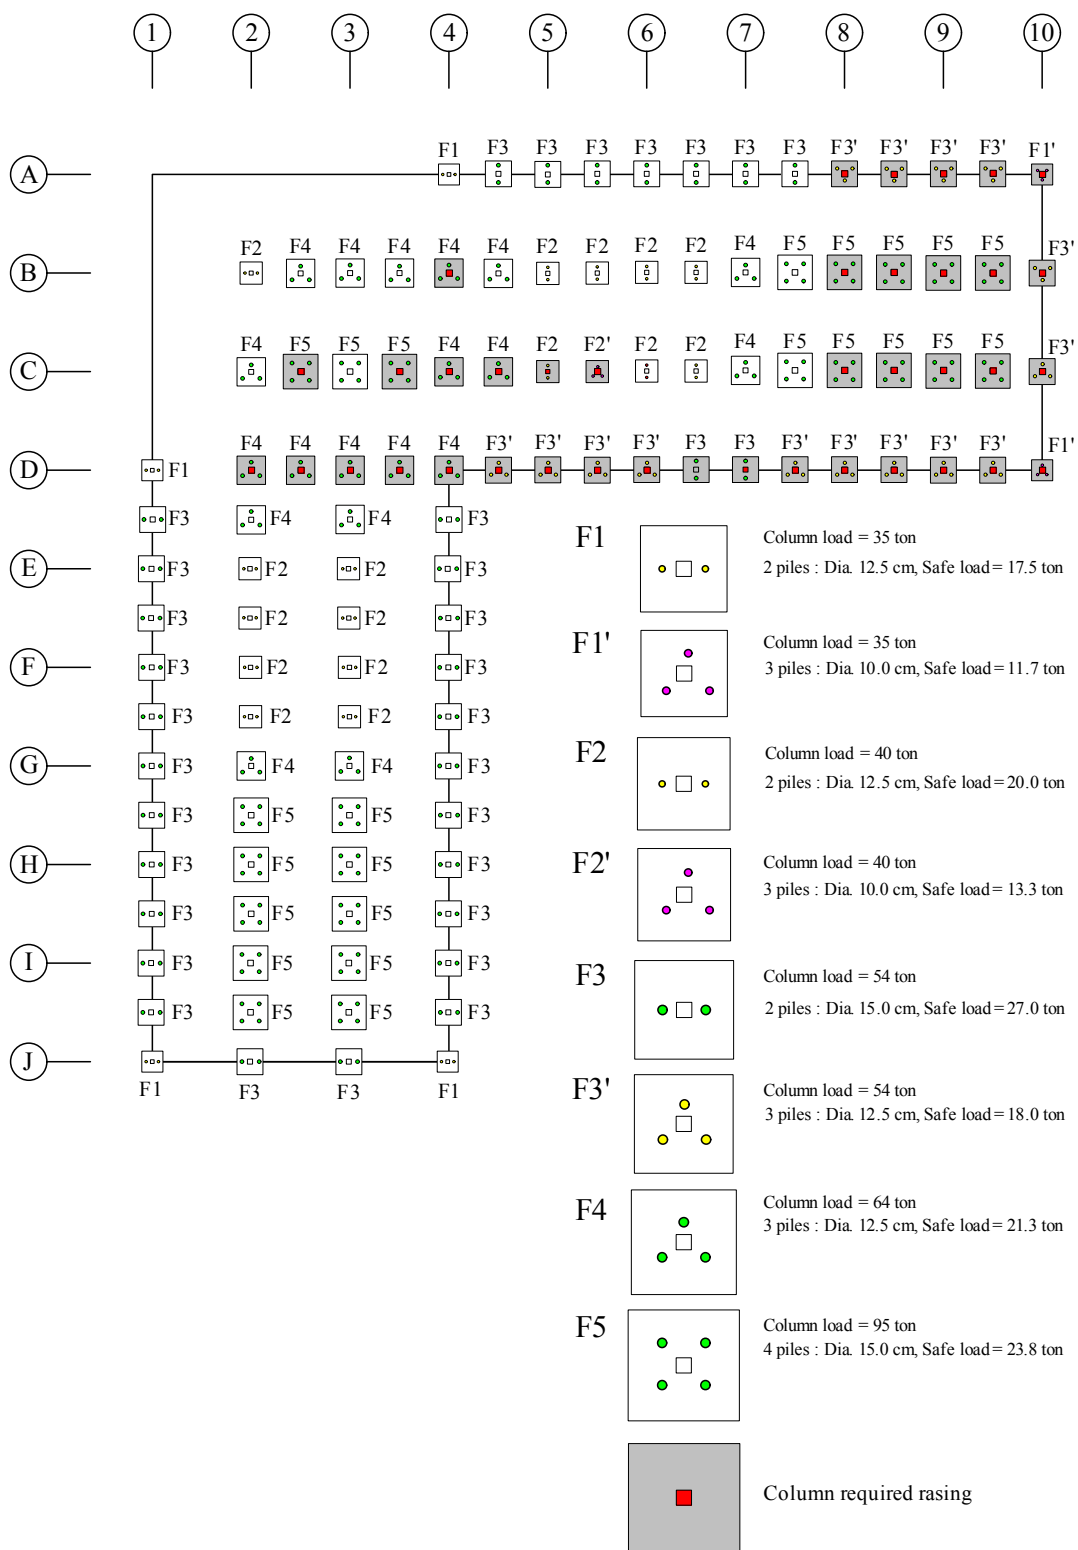 1 2 3 4 5 6 7 8 9 10
F1 F3 F3 F3 F3 F3 F3 F3 F3' F3' F3' F3' F1'
A
F2 F4 F4 F4 F4 F4 F2 F2 F2 F2 F4 F5 F5 F5 F5 F5 F3'
B
F4 F5 F5 F5 F4 F4 F2 F2' F2 F2 F4 F5 F5 F5 F5 F5 F3'
C
F4 F4 F4 F4 F4 F3' F3' F3' F3' F3 F3 F3' F3' F3' F3' F3' F1'
D F1
F3 F4 F4 F3
E F3 F2 F2 F3
F3 F2 F2 F3
F F3 F2 F2 F3
F3 F2 F2 F3
G F3 F4 F4 F3
F3 F5 F5 F3
H F3 F5 F5 F3
F3 F5 F5 F3
I F3 F5 F5 F3
F3 F5 F5 F3
J
F1 F3 F3 F1
F1
Column load = 35 ton
2 piles : Dia. 12.5 cm, Safe load = 17.5 ton
F1'
Column load = 35 ton
3 piles : Dia. 10.0 cm, Safe load = 11.7 ton
F2
Column load = 40 ton
2 piles : Dia. 12.5 cm, Safe load = 20.0 ton
F2'
Column load = 40 ton
3 piles : Dia. 10.0 cm, Safe load = 13.3 ton
F3
Column load = 54 ton
2 piles : Dia. 15.0 cm, Safe load = 27.0 ton
F3'
Column load = 54 ton
3 piles : Dia. 12.5 cm, Safe load = 18.0 ton
F4
Column load = 64 ton
3 piles : Dia. 12.5 cm, Safe load = 21.3 ton
F5
Column load = 95 ton
4 piles : Dia. 15.0 cm, Safe load = 23.8 ton
Column required rasing